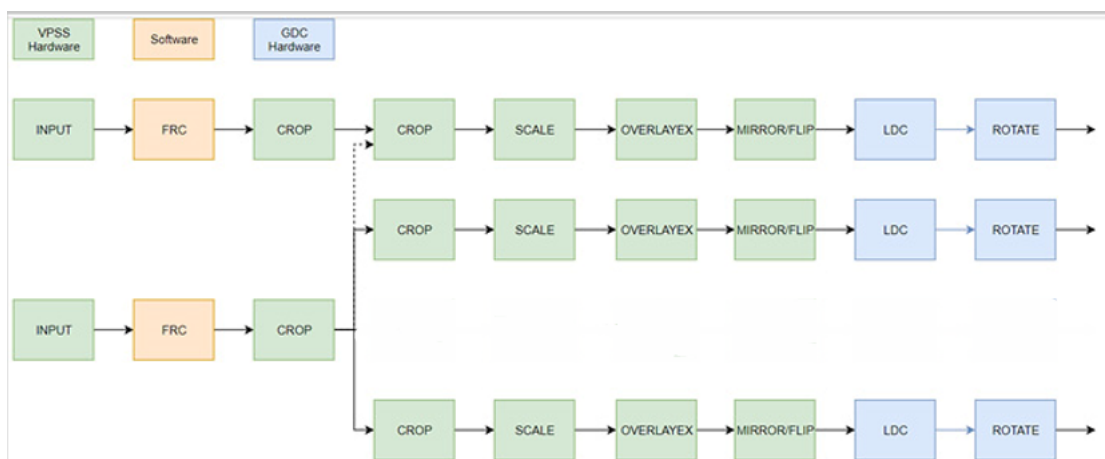 VPSS
Hardware
Software
GDC
Hardware
INPUT
FRC
CROP
CROP
SCALE
OVERLAYEX
MIRROR/FLIP
LDC
ROTATE
CROP
SCALE
OVERLAYEX
MIRROR/FLIP
LDC
ROTATE
INPUT
FRC
CROP
CROP
SCALE
OVERLAYEX
MIRROR/FLIP
LDC
ROTATE